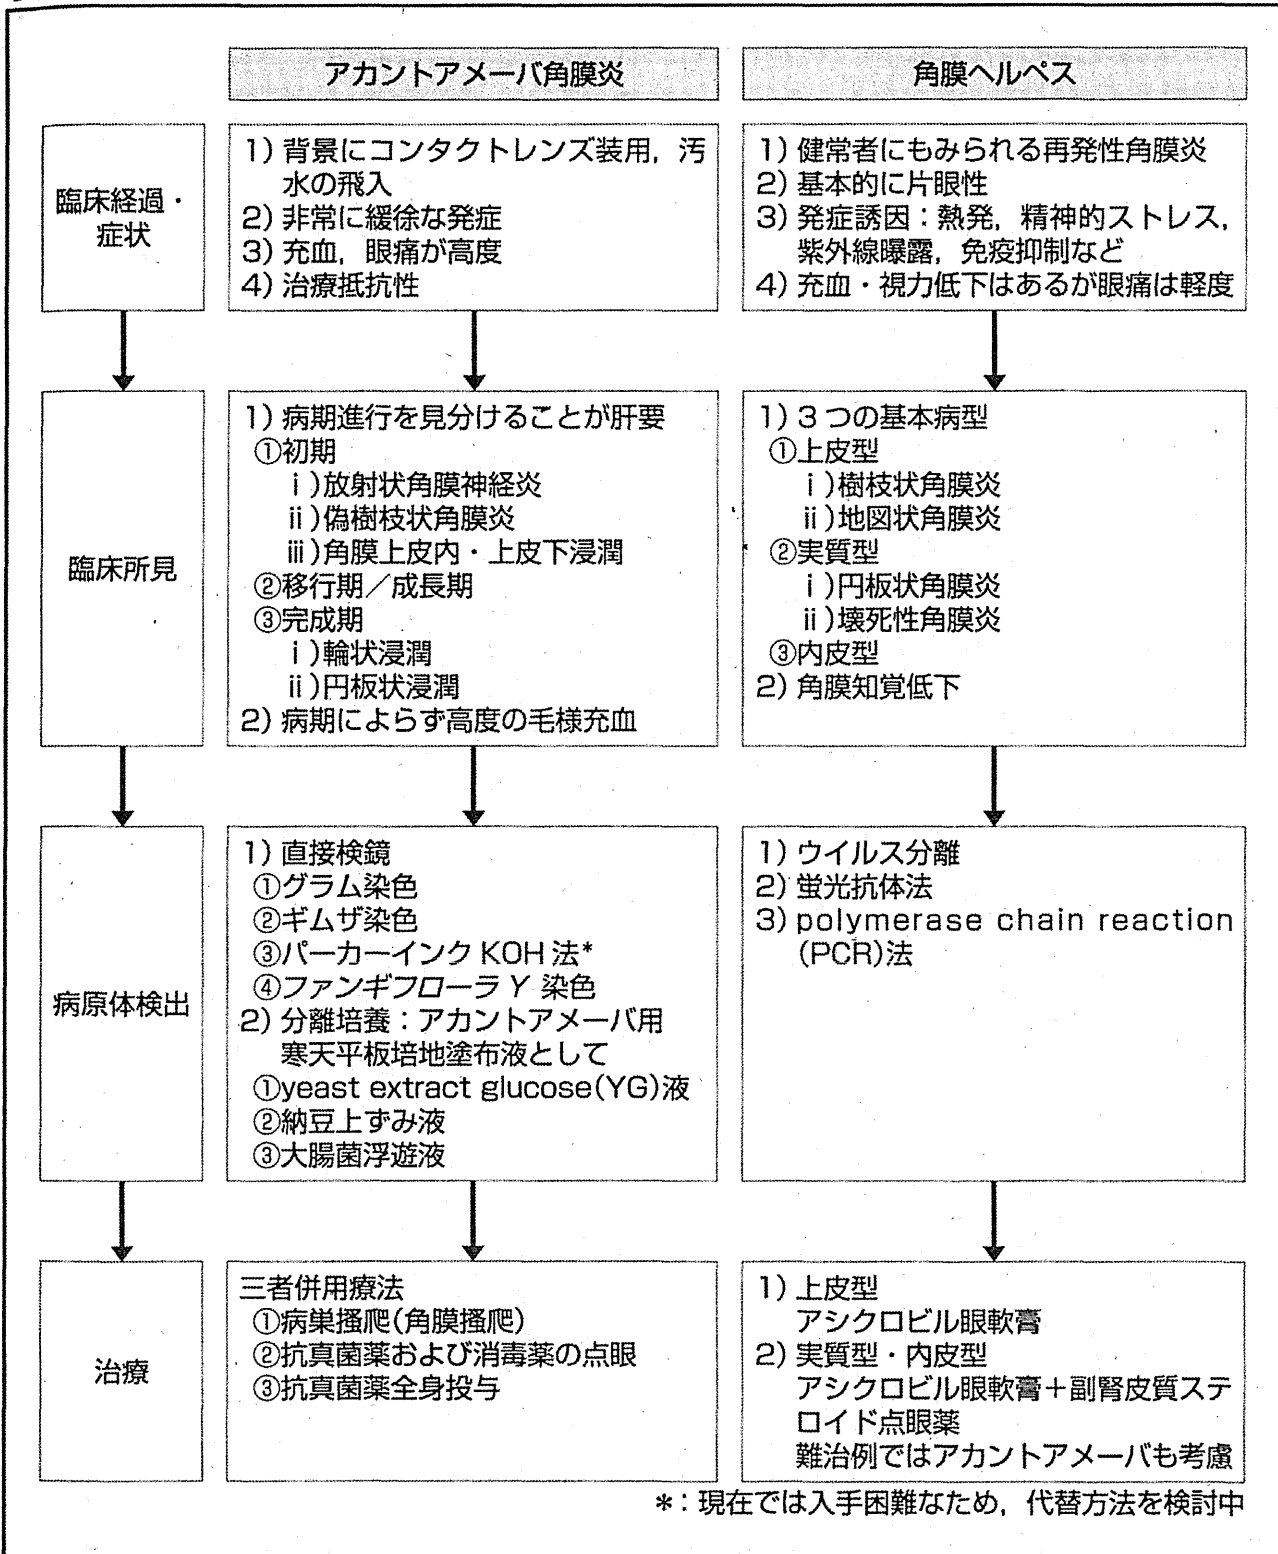 アカントアメーバ角膜炎
角膜ヘルペス
臨床経過・
症状
1) 背景にコンタクトレンズ装用，汚
水の飛入
2) 非常に緩徐な発症
3) 充血，眼痛が高度
4) 治療抵抗性
1) 健常者にもみられる再発性角膜炎
2) 基本的に片眼性
3) 発症誘因：熱発，精神的ストレス，
紫外線曝露，免疫抑制など
4) 充血・視力低下はあるが眼痛は軽度
臨床所見
1) 病期進行を見分けることが肝要
①初期
ⅰ)放射状角膜神経炎
ⅱ)偽樹枝状角膜炎
ⅲ)角膜上皮内・上皮下浸潤
②移行期／成長期
③完成期
ⅰ)輪状浸潤
ⅱ)円板状浸潤
2) 病期によらず高度の毛様充血
1) 3つの基本病型
①上皮型
ⅰ)樹枝状角膜炎
ⅱ)地図状角膜炎
②実質型
ⅰ)円板状角膜炎
ⅱ)壊死性角膜炎
③内皮型
2) 角膜知覚低下
病原体検出
1) 直接検鏡
①グラム染色
②ギムザ染色
③パーカーインク KOH 法*
④ファンギフローラ Y 染色
2) 分離培養：アカントアメーバ用
寒天平板培地塗布液として
①yeast extract glucose(YG)液
②納豆上ずみ液
③大腸菌浮遊液
1) ウイルス分離
2) 蛍光抗体法
3) polymerase chain reaction
(PCR)法
治療
三者併用療法
①病巣掻爬(角膜掻爬)
②抗真菌薬および消毒薬の点眼
③抗真菌薬全身投与
1) 上皮型
アシクロビル眼軟膏
2) 実質型・内皮型
アシクロビル眼軟膏＋副腎皮質ステ
ロイド点眼薬
難治例ではアカントアメーバも考慮
*：現在では入手困難なため，代替方法を検討中